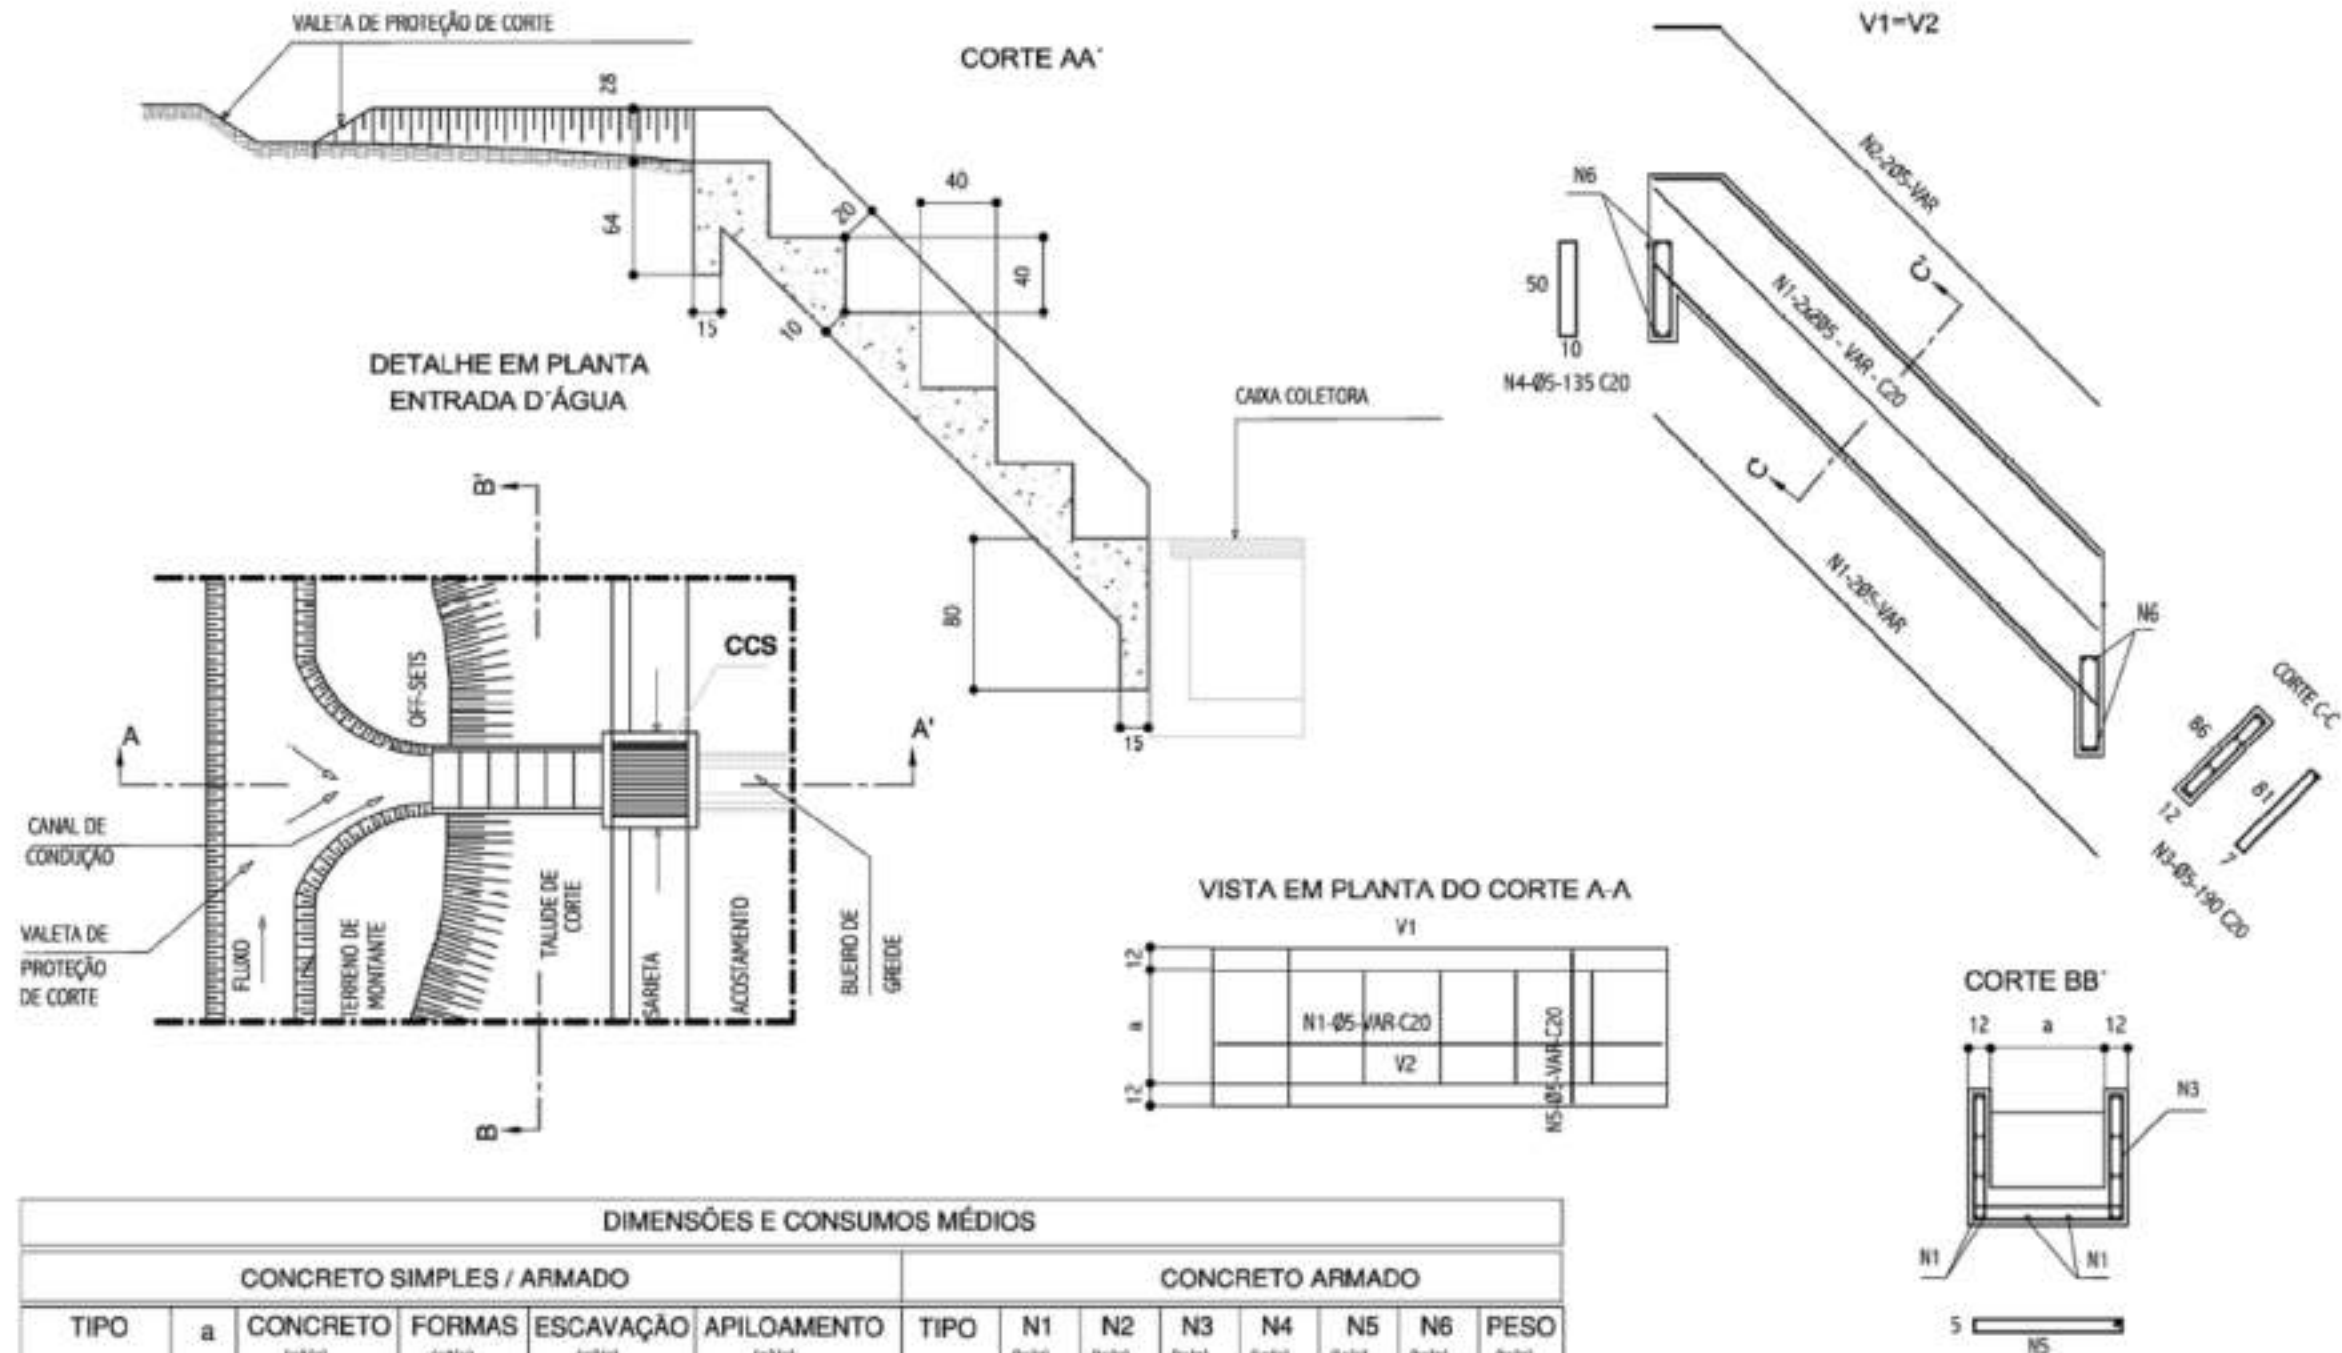 VALETA DE PROTEÇÃO DE CORTE
CORTE AA'
V1=V2
28
64
15
20
10
40
40
80
15
CAIXA COLETORA
DETALHE EM PLANTA
ENTRADA D'ÁGUA
N6
50
10
N4-Ø5-135 C20
N2-2Ø5-VAR
N1-2x2Ø5 - VAR - C20
N1-2Ø5-VAR
C'
C
N6
CORTE C-C
86
12
81
7
N3-Ø5-190 C20
B'
B
A
A'
CCS
OFF-SETS
CANAL DE
CONDUÇÃO
VALETA DE
PROTEÇÃO
DE CORTE
FLUXO
TERRENO DE
MONTANTE
TALUDE DE
CORTE
SARJETA
ACOSTAMENTO
BUEIRO DE
GREIDE
VISTA EM PLANTA DO CORTE A-A
V1
12
a
12
N1-Ø5-VAR-C20
V2
N5-Ø5-VAR-C20
CORTE BB'
12 a 12
N3
N1 N1
5
N5
DIMENSÕES E CONSUMOS MÉDIOS
CONCRETO SIMPLES / ARMADO CONCRETO ARMADO
TIPO a CONCRETO FORMAS ESCAVAÇÃO APILOAMENTO TIPO N1 N2 N3 N4 N5 N6 PESO